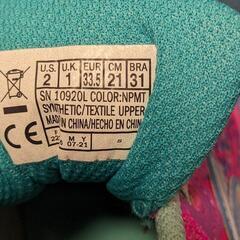 U.S. U.K. EUR CM BRA
2 1 33.5 21 31
SN 10920L COLOR:NPMT
SYNTHETIC/TEXTILE UPPER
MADE IN CHINA/HECHO EN CHINA
CE
M Y
07-21